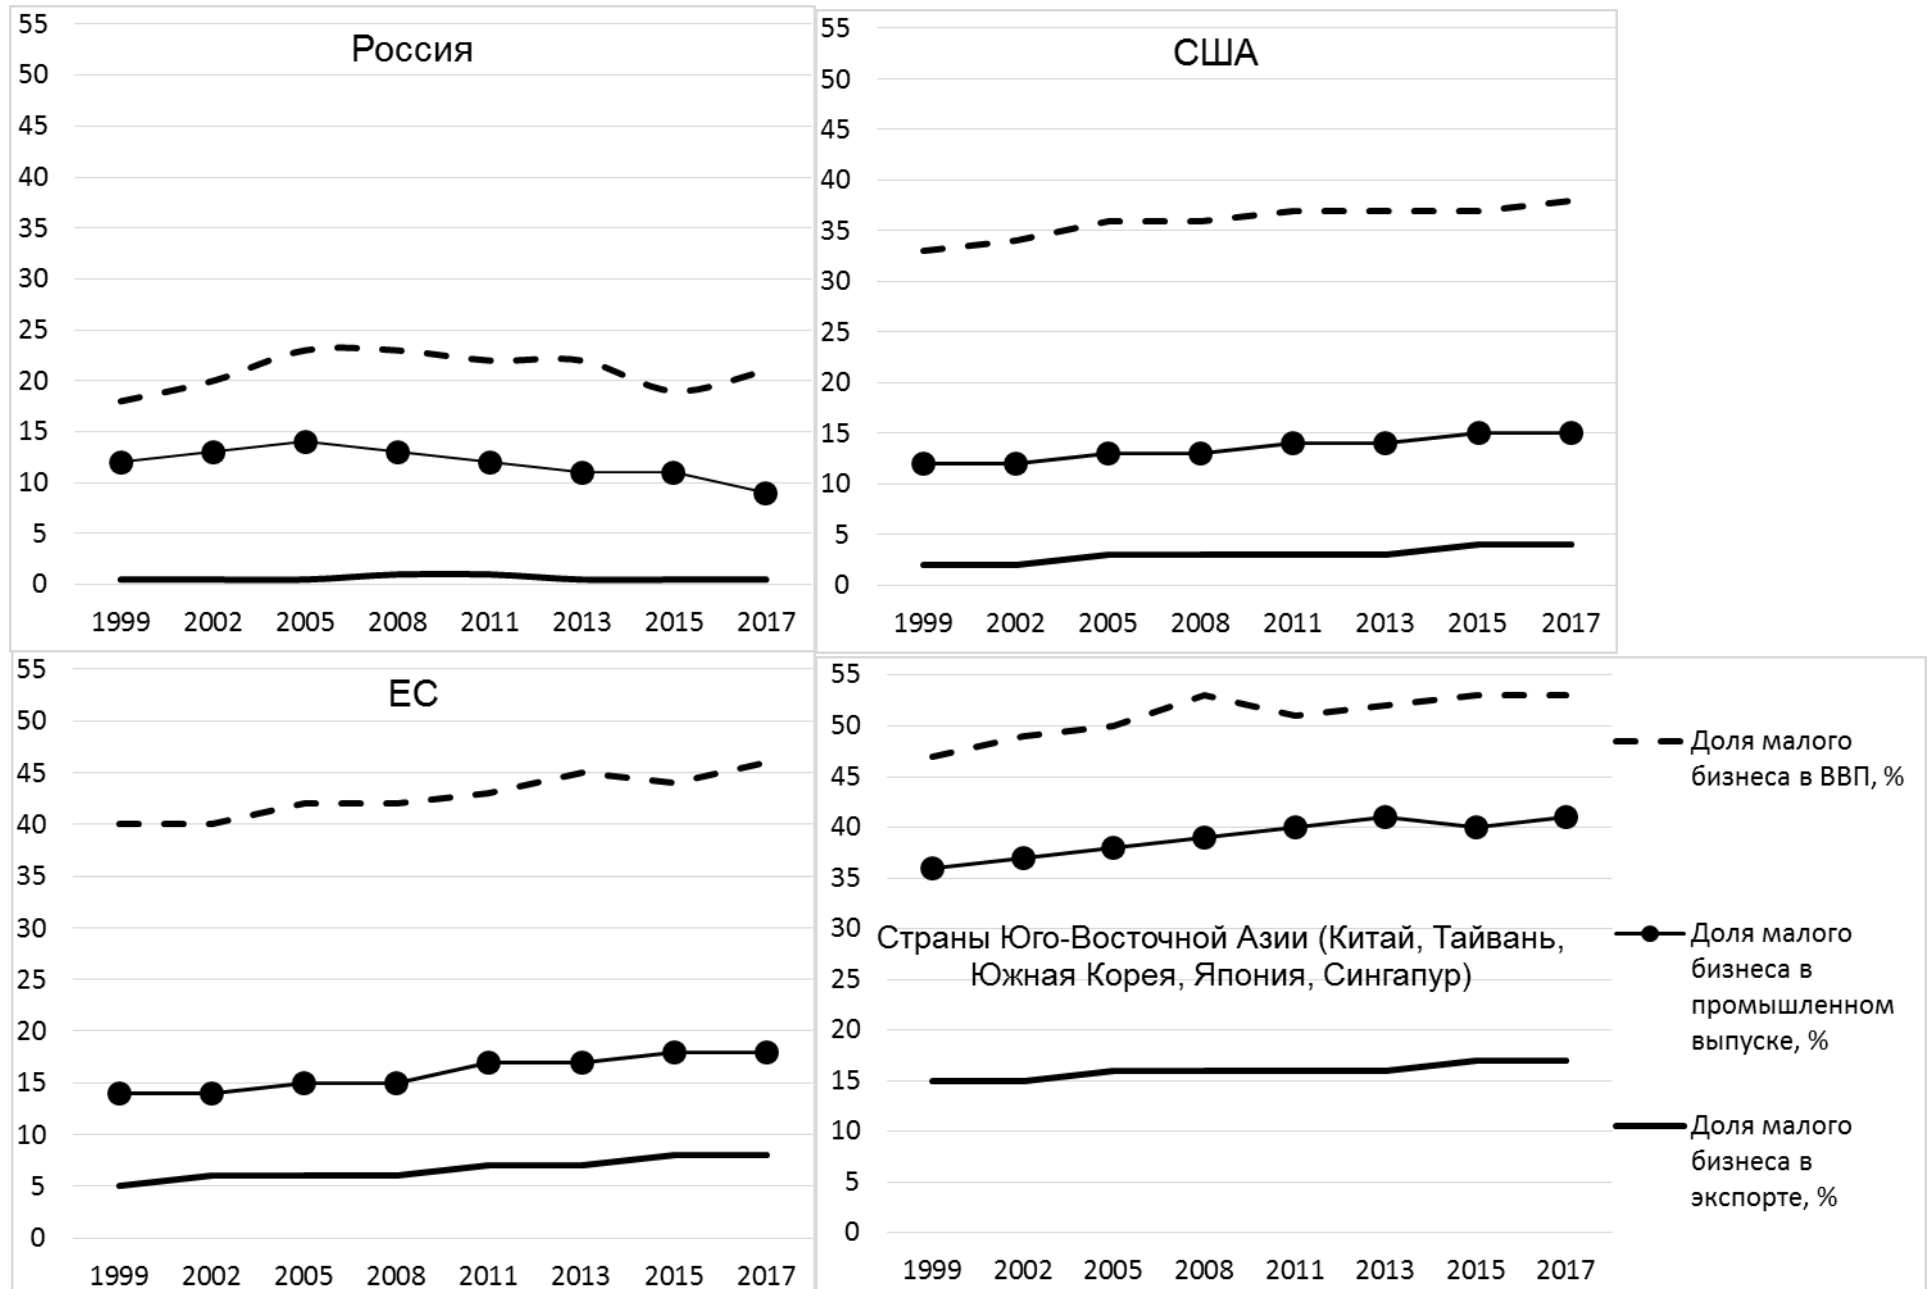 Россия
55
50
45
40
35
30
25
20
15
10
5
0
1999 2002 2005 2008 2011 2013 2015 2017
США
55
50
45
40
35
30
25
20
15
10
5
0
1999 2002 2005 2008 2011 2013 2015 2017
ЕС
55
50
45
40
35
30
25
20
15
10
5
0
1999 2002 2005 2008 2011 2013 2015 2017
55
50
45
40
35
30
25
20
15
10
5
0
Страны Юго-Восточной Азии (Китай, Тайвань,
Южная Корея, Япония, Сингапур)
1999 2002 2005 2008 2011 2013 2015 2017
Доля малого
бизнеса в ВВП, %
Доля малого
бизнеса в
промышленном
выпуске, %
Доля малого
бизнеса в
экспорте, %